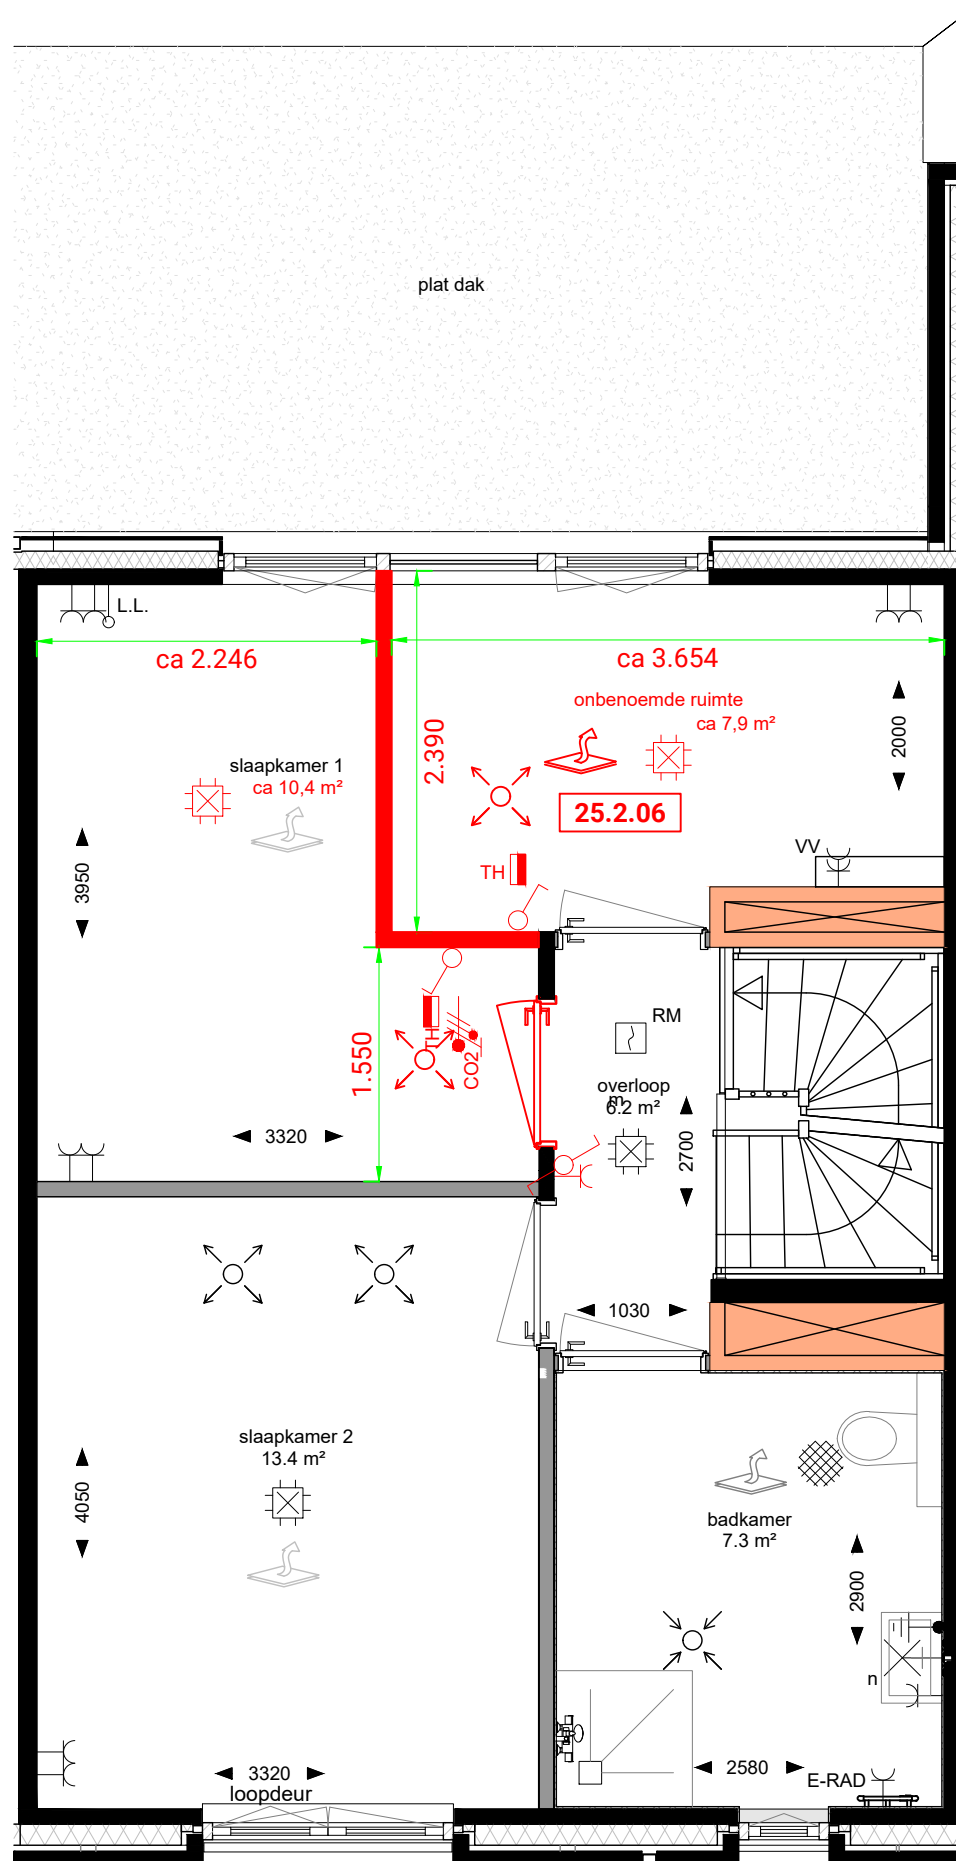 plat dak
L.L.
ca 2.246
ca 3.654
onbenoemde ruimte
ca 7,9 m²
2.390
2000
slaapkamer 1
ca 10,4 m²
25.2.06
VV
3950
TH
RM
TH
CO2
1.550
overloop
m
6.2 m²
3320
2700
1030
slaapkamer 2
13.4 m²
4050
badkamer
7.3 m²
2900
n
3320
loopdeur
2580
E-RAD